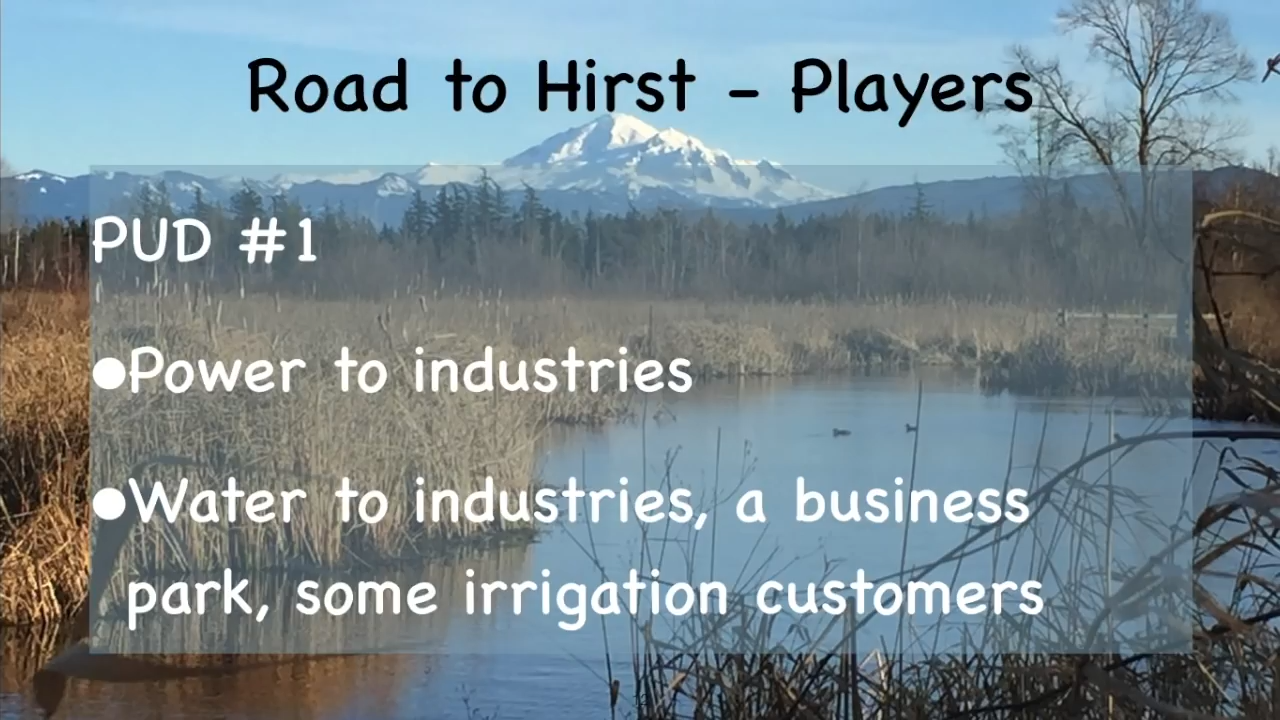 Road to Hirst - Players
PUD #1
●Power to industries
●Water to industries, a business
park, some irrigation customers